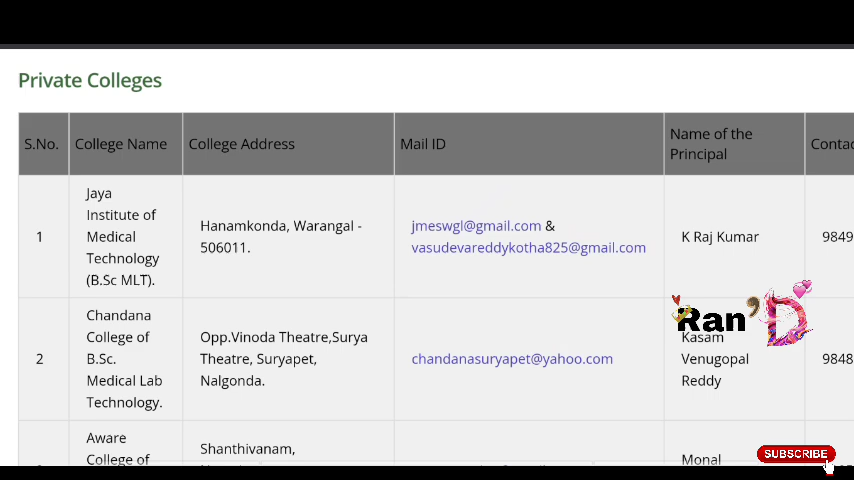 Private Colleges
S.No.
College Name
College Address
Mail ID
Name of the
Principal
Contac
1
Jaya
Institute of
Medical
Technology
(B.Sc MLT).
Hanamkonda, Warangal -
506011.
jmeswgl@gmail.com &
vasudevareddykotha825@gmail.com
K Raj Kumar
9849
2
Chandana
College of
B.Sc.
Medical Lab
Technology.
Opp.Vinoda Theatre,Surya
Theatre, Suryapet,
Nalgonda.
chandanasuryapet@yahoo.com
Kasam
Venugopal
Reddy
9848
Ran'D
Aware
College of
Shanthivanam,
Monal
SUBSCRIBE